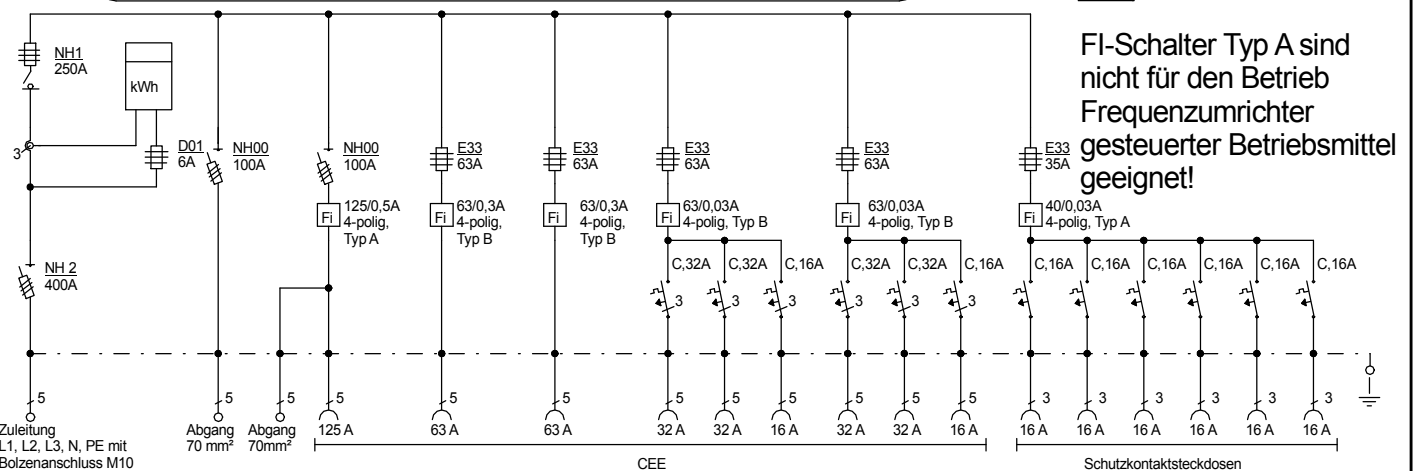 FI-Schalter Typ A sind
nicht für den Betrieb
Frequenzumrichter
gesteuerter Betriebsmittel
geeignet!
NH1
250A
kWh
3
D01
6A
NH00
100A
NH00
100A
E33
63A
E33
63A
E33
63A
E33
63A
E33
35A
Fi
125/0,5A
4-polig,
Typ A
Fi
63/0,3A
4-polig,
Typ B
Fi
63/0,3A
4-polig,
Typ B
Fi
63/0,03A
4-polig, Typ B
Fi
63/0,03A
4-polig, Typ B
Fi
40/0,03A
4-polig, Typ A
NH 2
400A
C,32A C,32A C,16A C,32A C,32A C,16A C,16A C,16A C,16A C,16A C,16A C,16A
3 3 3 3 3 3
5 5 5 5 5 5 5 5 5 5 5 5 3 3 3 3 3 3
Zuleitung
L1, L2, L3, N, PE mit
Bolzenanschluss M10
Abgang
70 mm²
Abgang
70mm²
125 A 63 A 63 A 32 A 32 A 16 A 32 A 32 A 16 A 16 A 16 A 16 A 16 A 16 A 16 A
CEE
Schutzkontaktsteckdosen